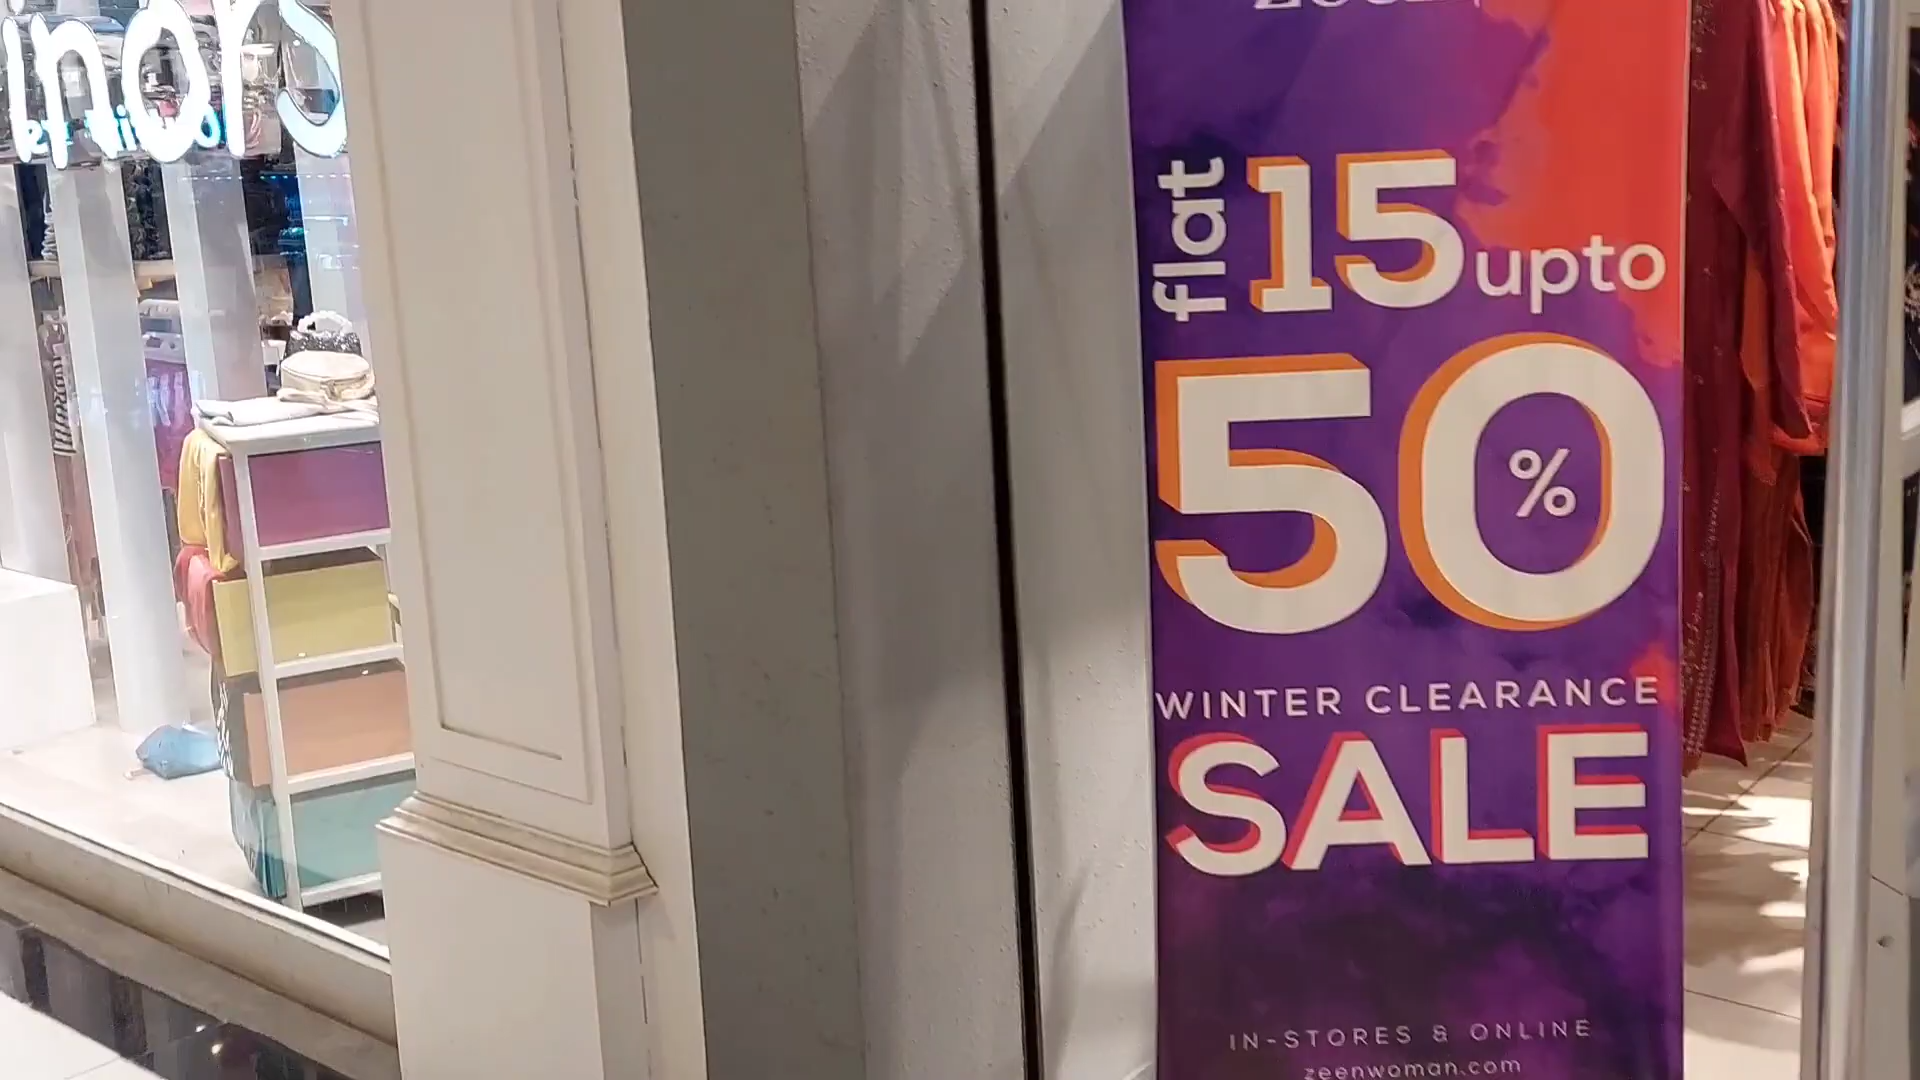 flat 15 upto
50%
WINTER CLEARANCE
SALE
IN-STORES & ONLINE
zeenwoman.com